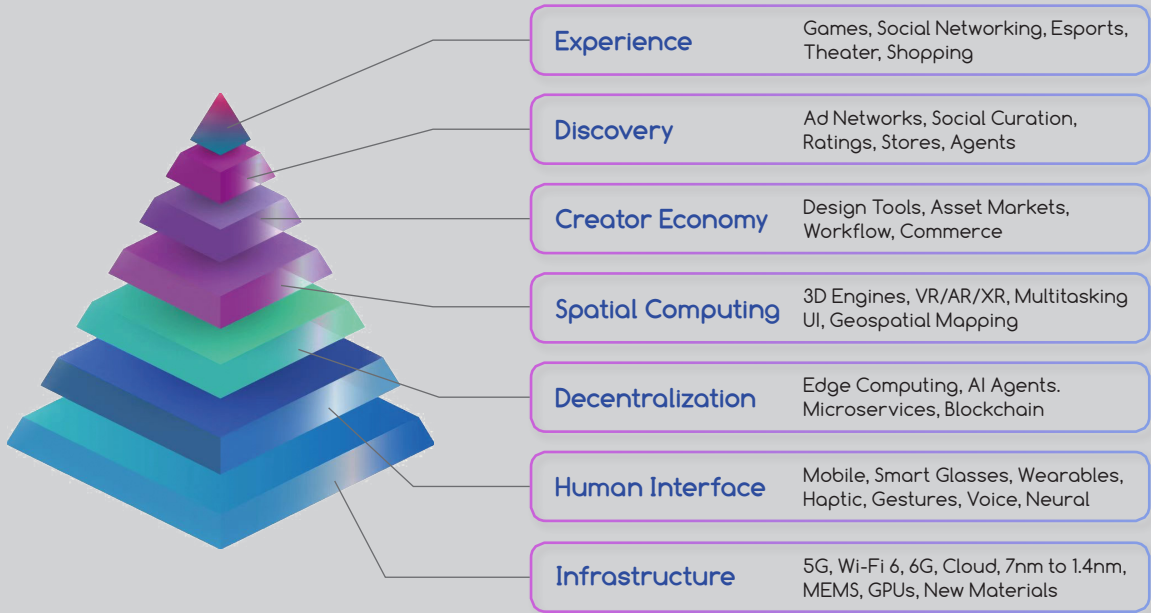 Experience
Games, Social Networking, Esports,
Theater, Shopping
Discovery
Ad Networks, Social Curation,
Ratings, Stores, Agents
Creator Economy
Design Tools, Asset Markets,
Workflow, Commerce
Spatial Computing
3D Engines, VR/AR/XR, Multitasking
UI, Geospatial Mapping
Decentralization
Edge Computing, AI Agents.
Microservices, Blockchain
Human Interface
Mobile, Smart Glasses, Wearables,
Haptic, Gestures, Voice, Neural
Infrastructure
5G, Wi-Fi 6, 6G, Cloud, 7nm to 1.4nm,
MEMS, GPUs, New Materials